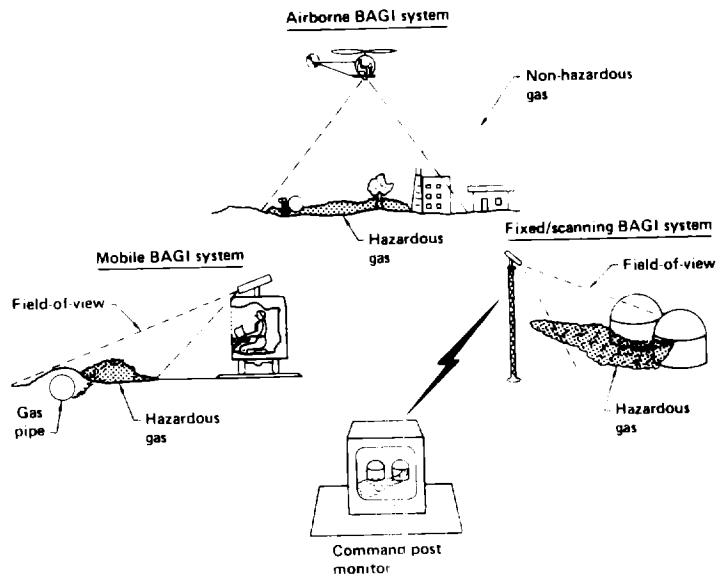 Airborne BAGI system
Non-hazardous
gas
Hazardous
gas
Fixed/scanning BAGI system
Mobile BAGI system
Field-of-view
Field-of-view
Gas
pipe
Hazardous
gas
Hazardous
gas
Command post
monitor